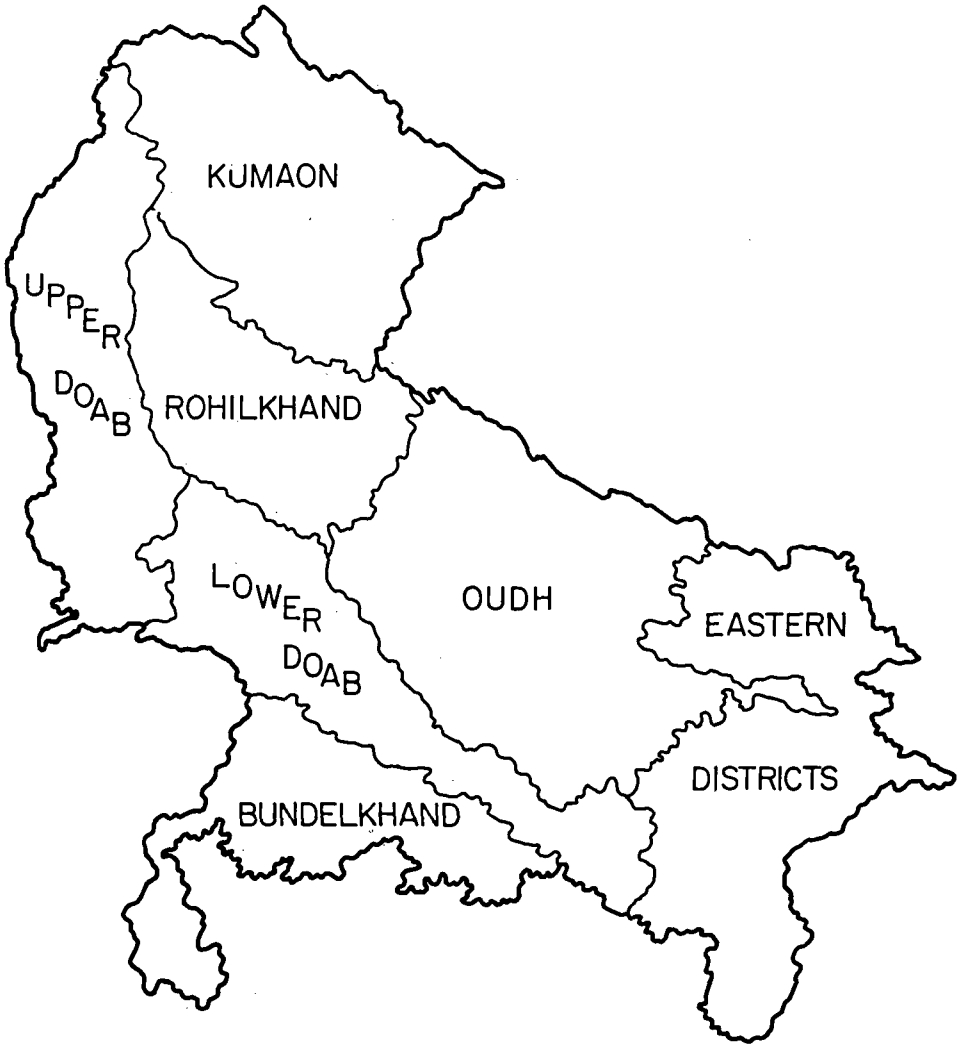 KUMAON
UPPER
DOAB
ROHILKHAND
LOWER
DOAB
OUDH
EASTERN
DISTRICTS
BUNDELKHAND